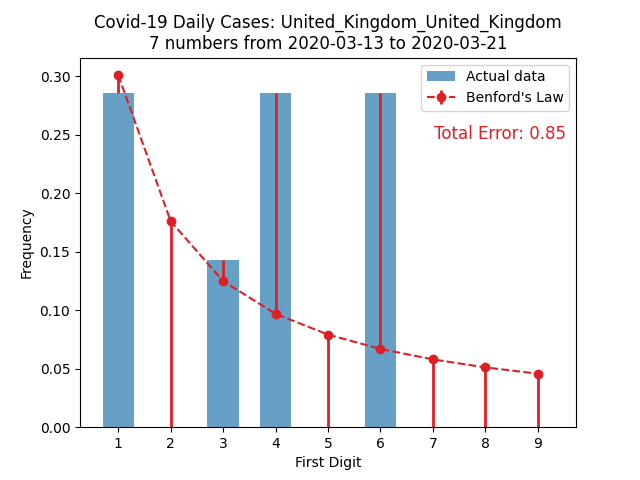 Covid-19 Daily Cases: United_Kingdom_United_Kingdom
7 numbers from 2020-03-13 to 2020-03-21
Actual data
Benford's Law
Total Error: 0.85
Frequency
0.30
0.25
0.20
0.15
0.10
0.05
0.00
1 2 3 4 5 6 7 8 9
First Digit